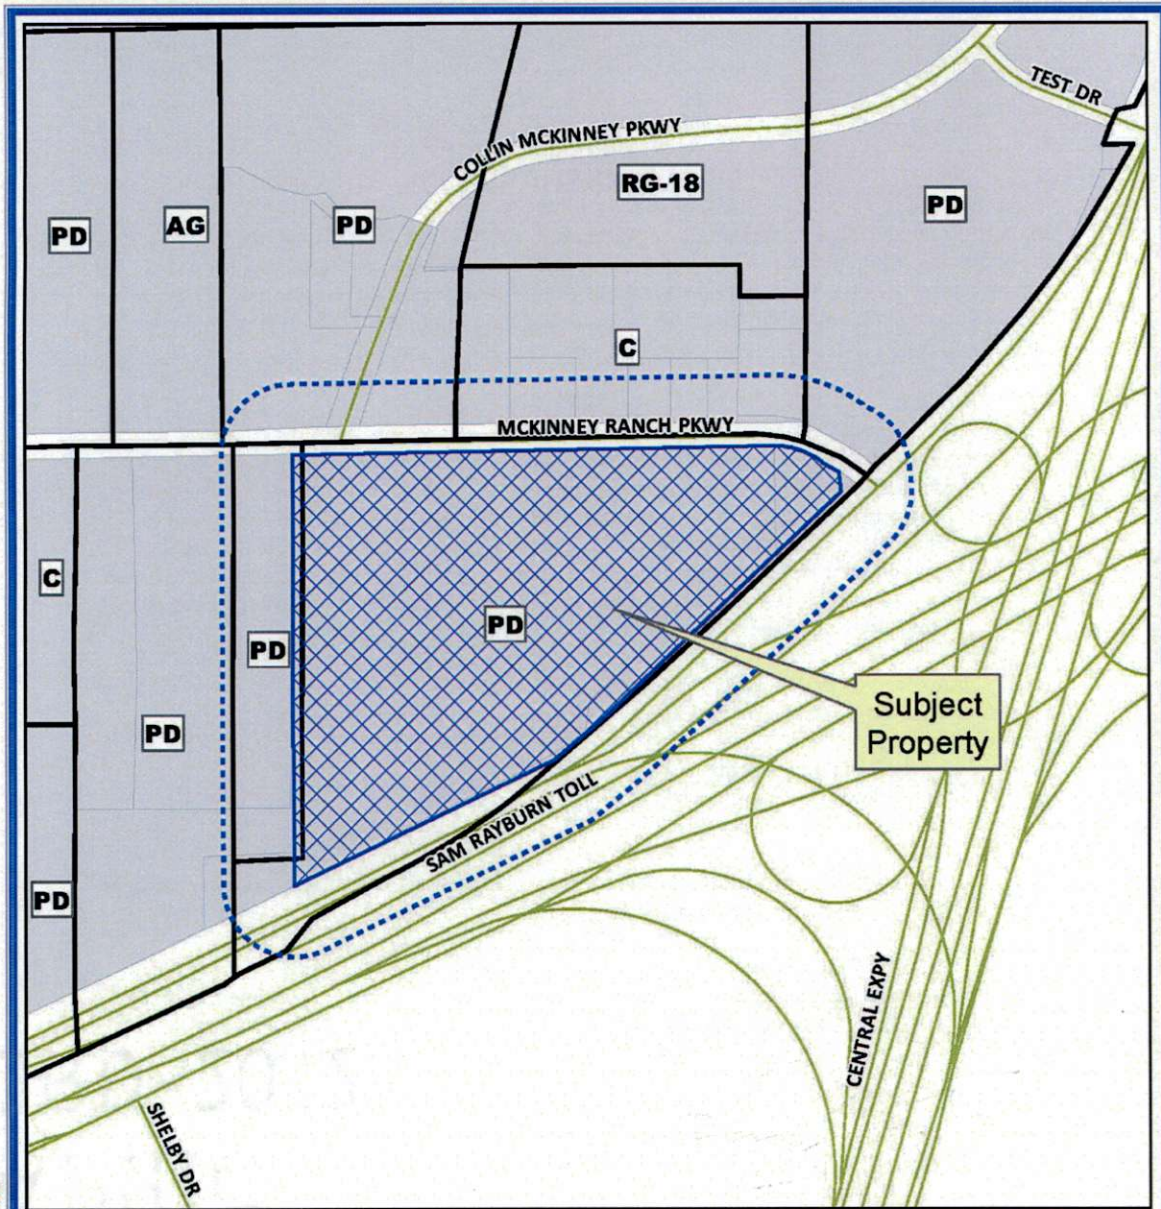 TEST DR
COLLIN MCKINNEY PKWY
RG-18
PD
PD
AG
PD
C
MCKINNEY RANCH PKWY
C
PD
PD
Subject
Property
PD
SAM RAYBURN TOLL
PD
CENTRAL EXPY
SHELBY DR